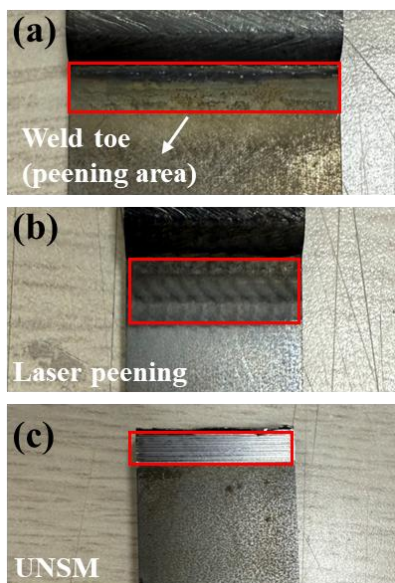 (a)
Weld toe
(peening area)
(b)
Laser peening
(c)
UNSM